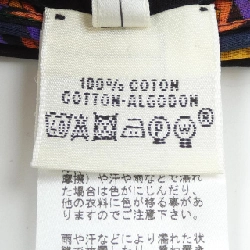 100% COTON
COTTON-ALGODON
摩擦）や汗や雨などで濡れ
た場合は色がにじんだり、
他の衣料に色が移る事があり
ますのでご注意下さい。
雨や汗などにより濡れた状